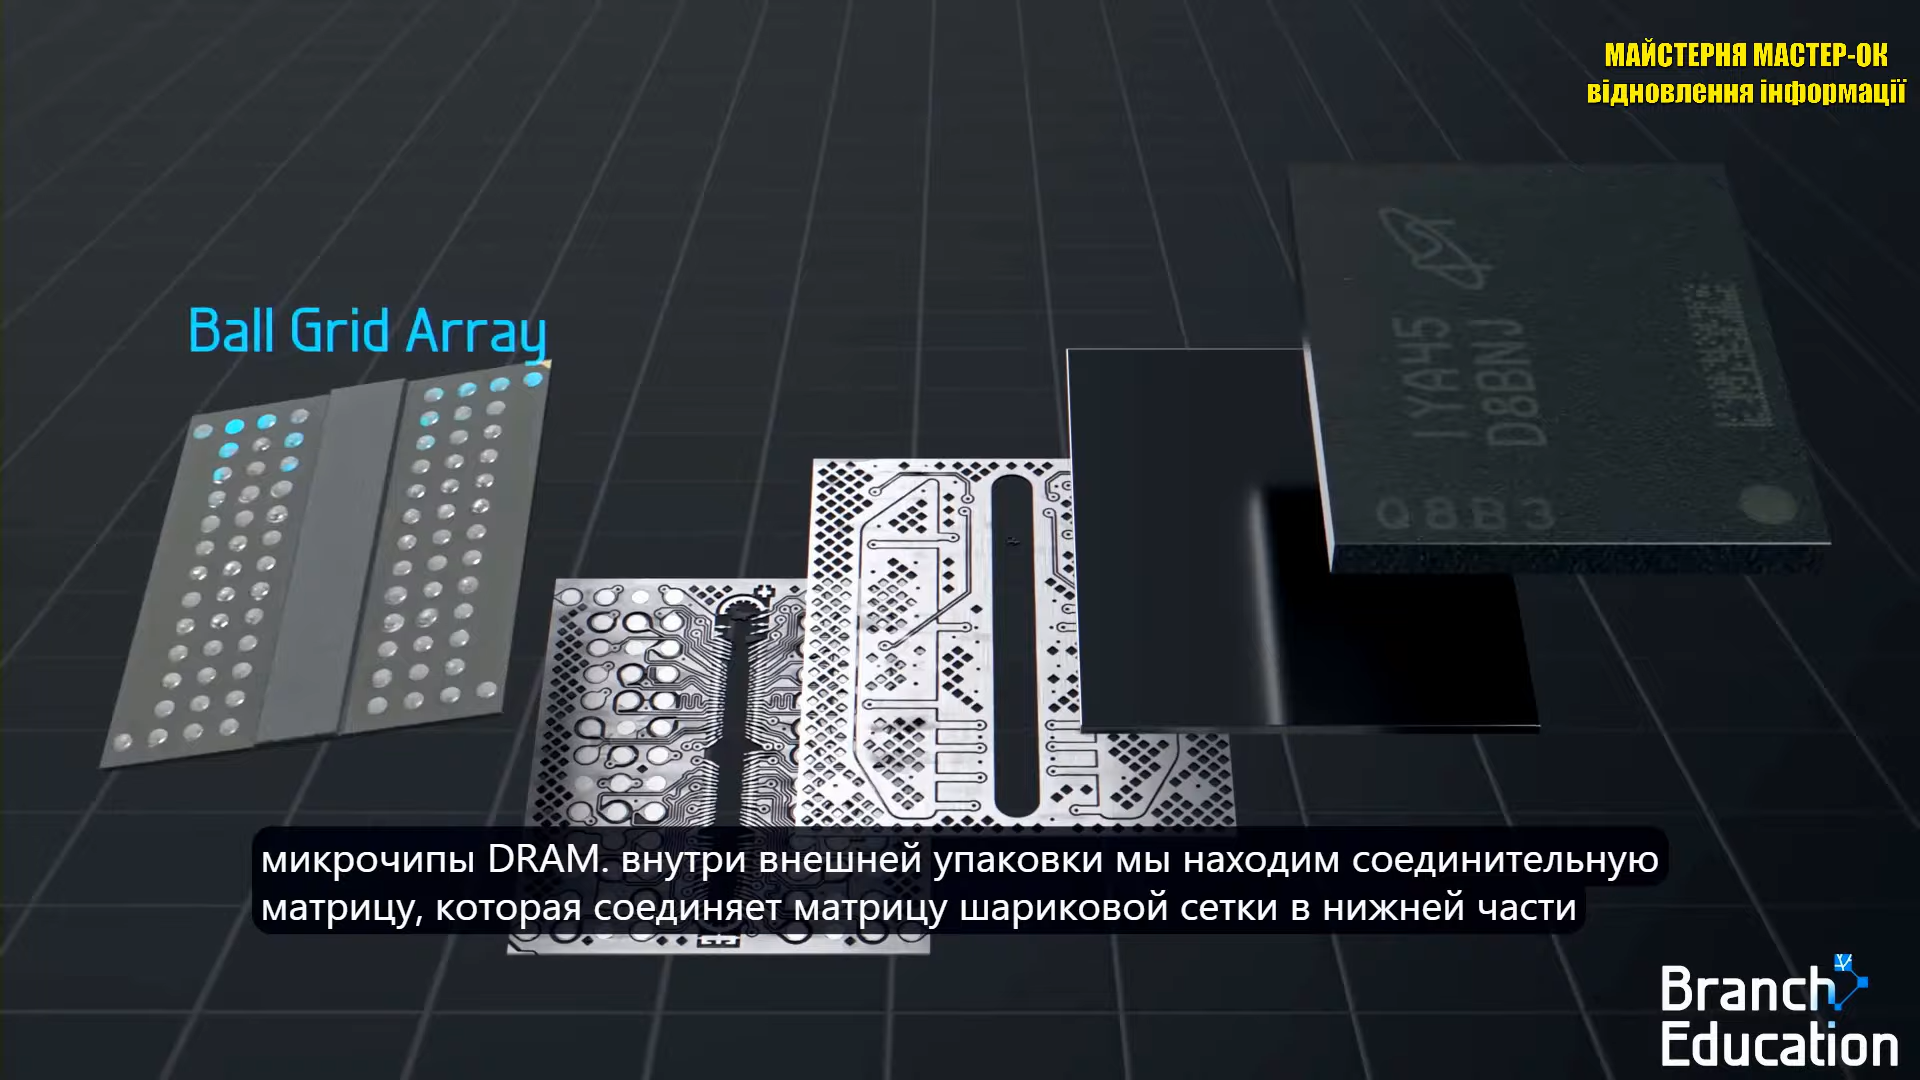 МАЙСТЕРНЯ МАСТЕР-ОК
відновлення інформації
Ball Grid Array
1YA45
D8BNJ
Q8B3
микрочипы DRAM. внутри внешней упаковки мы находим соединительную
матрицу, которая соединяет матрицу шариковой сетки в нижней части
Branch
Education